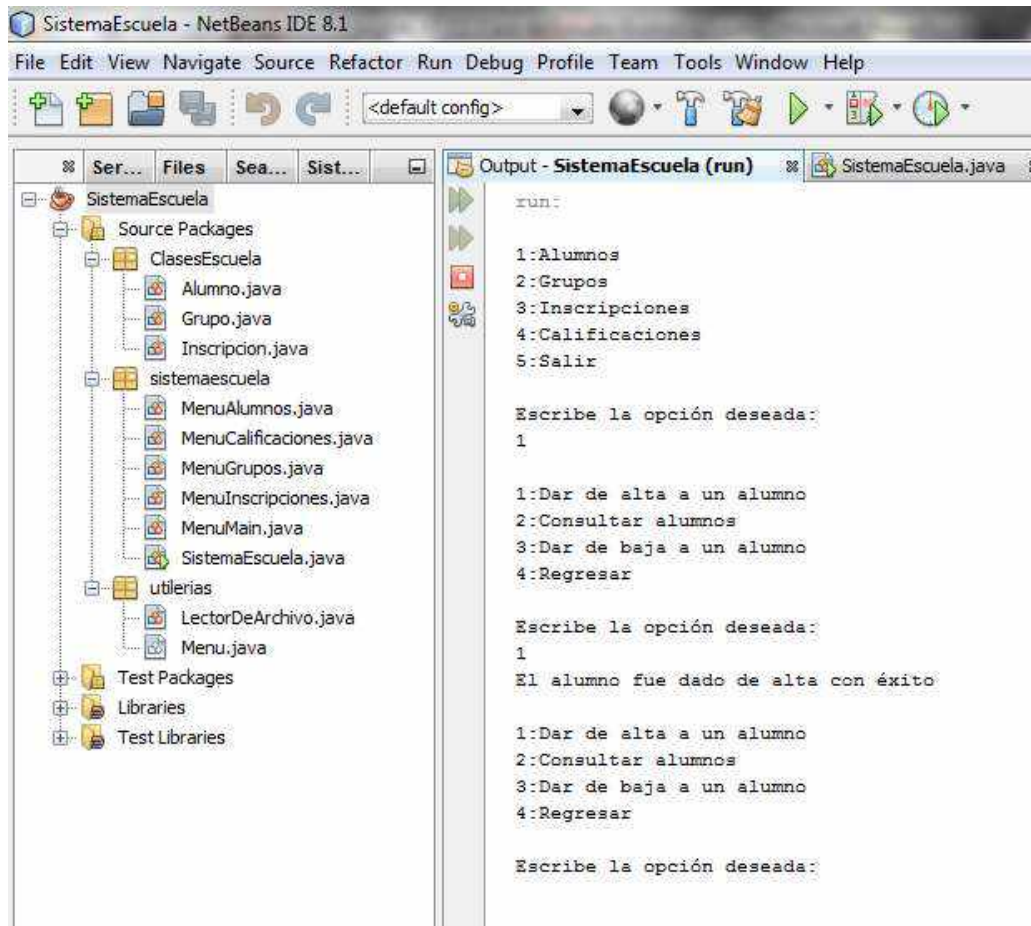 SistemaEscuela - NetBeans IDE 8.1
File Edit View Navigate Source Refactor Run Debug Profile Team Tools Window Help
<default config>
Ser... Files Sea... Sist...
Output - SistemaEscuela (run) SistemaEscuela.java
SistemaEscuela
Source Packages
ClasesEscuela
Alumno.java
Grupo.java
Inscripcion.java
sistemaescuela
MenuAlumnos.java
MenuCalificaciones.java
MenuGrupos.java
MenuInscripciones.java
MenuMain.java
SistemaEscuela.java
utilerias
LectorDeArchivo.java
Menu.java
Test Packages
Libraries
Test Libraries
run:
1:Alumnos
2:Grupos
3:Inscripciones
4:Calificaciones
5:Salir
Escribe la opción deseada:
1
1:Dar de alta a un alumno
2:Consultar alumnos
3:Dar de baja a un alumno
4:Regresar
Escribe la opción deseada:
1
El alumno fue dado de alta con éxito
1:Dar de alta a un alumno
2:Consultar alumnos
3:Dar de baja a un alumno
4:Regresar
Escribe la opción deseada: